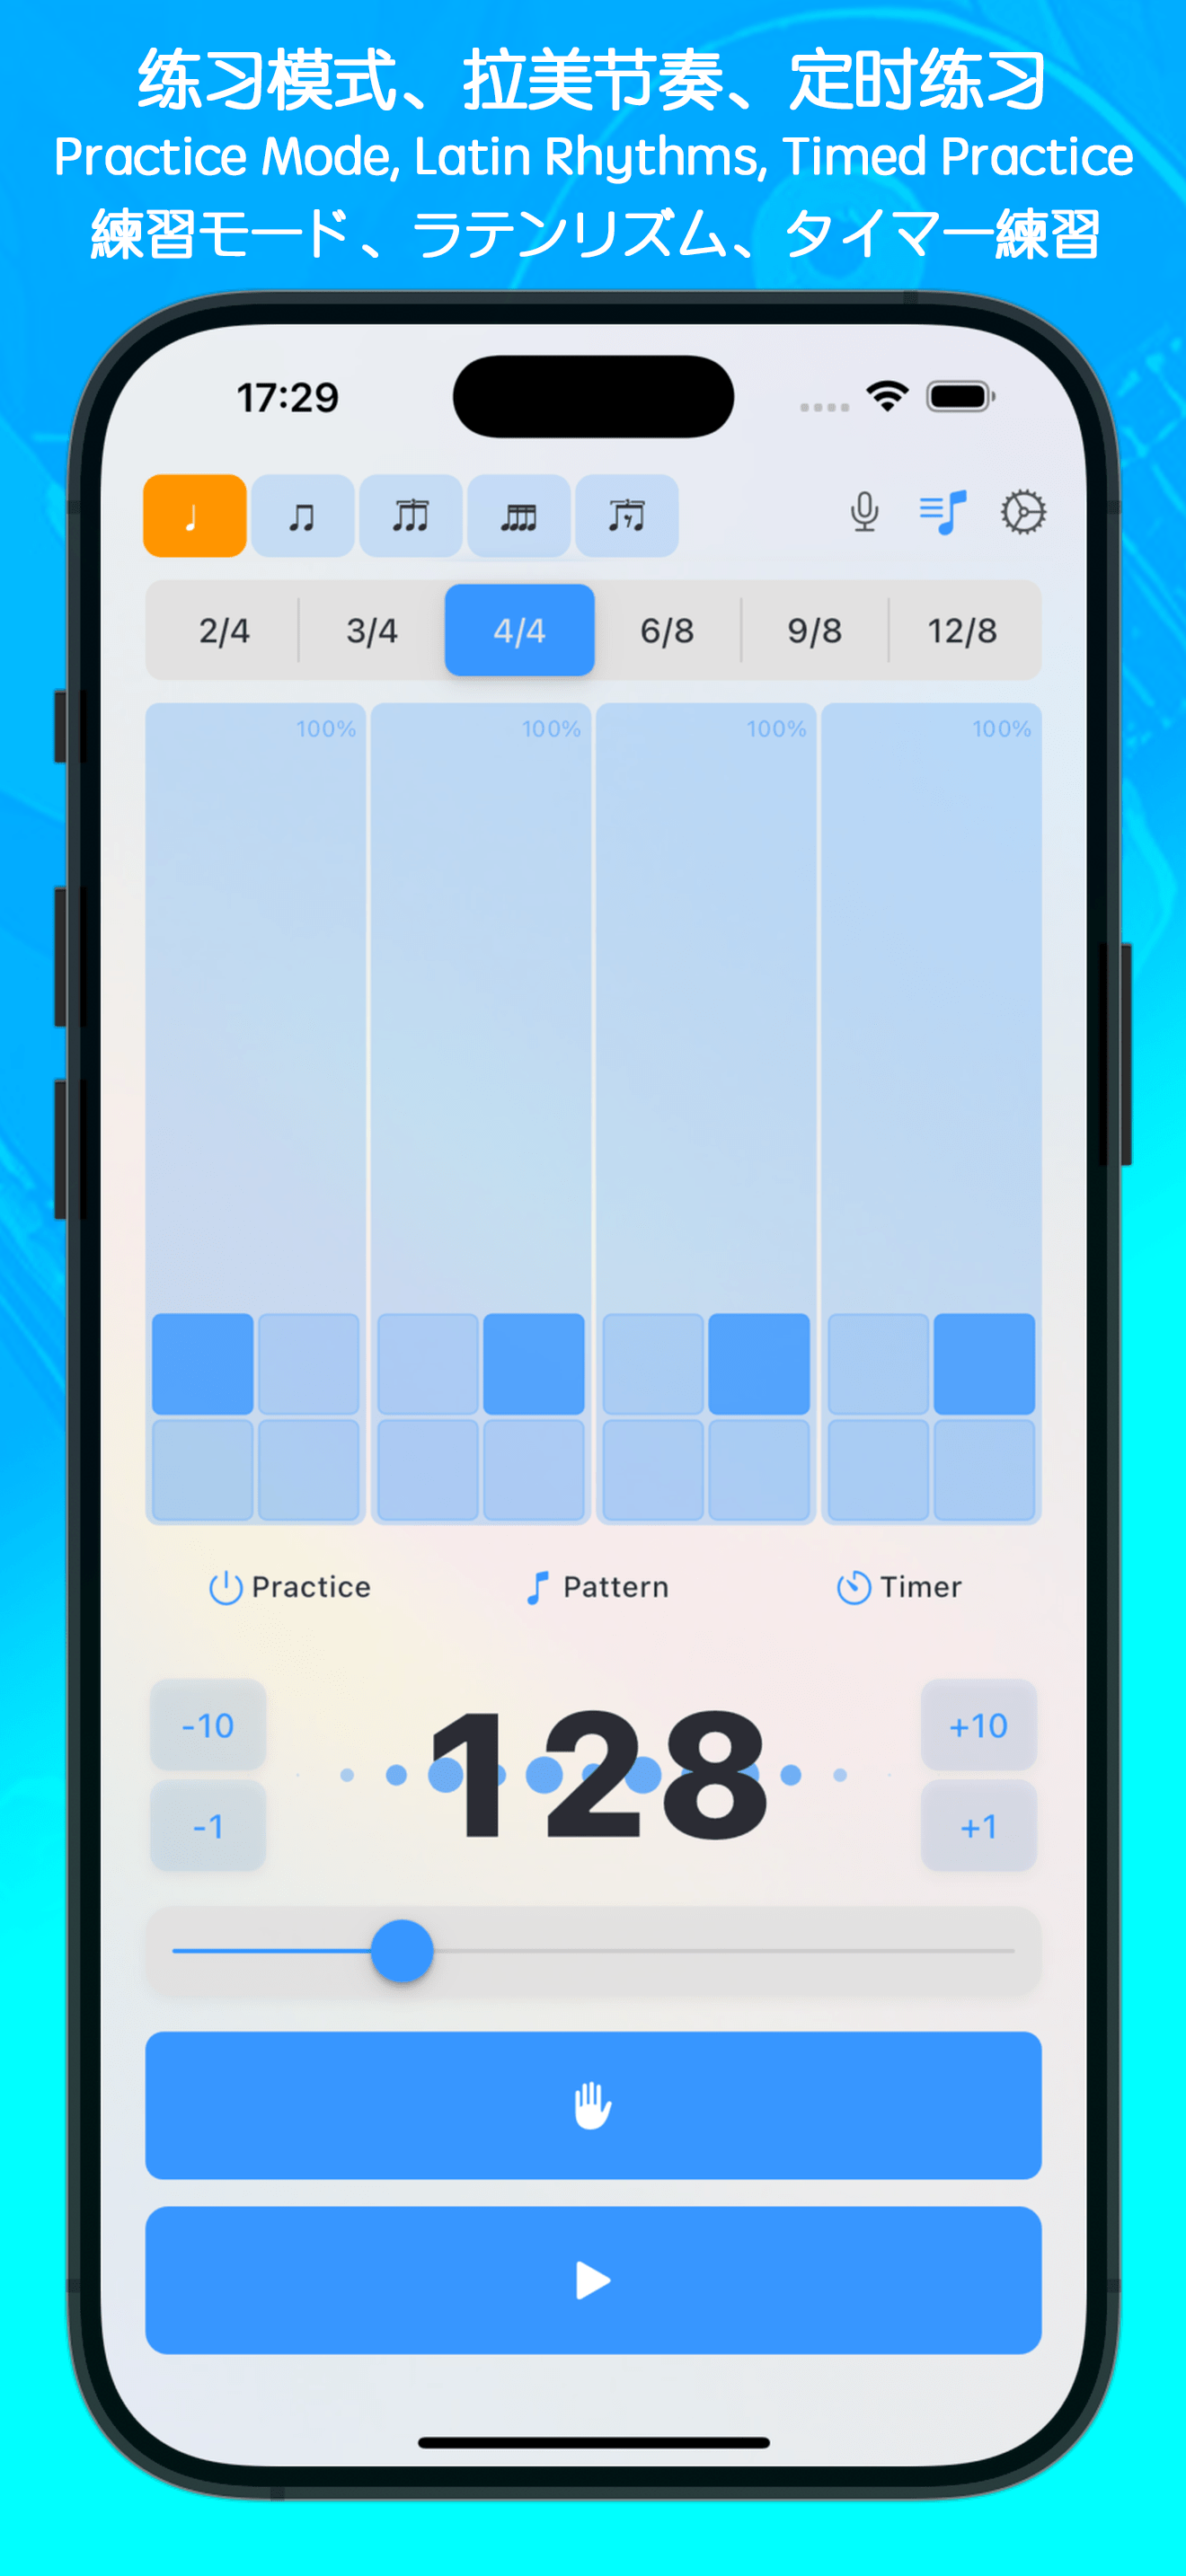 练习模式、拉美节奏、定时练习
Practice Mode, Latin Rhythms, Timed Practice
練習モード、ラテンリズム、タイマー練習
17:29
2/4 3/4 4/4 6/8 9/8 12/8
100% 100% 100% 100%
Practice Pattern Timer
-10 +10
128
-1 +1